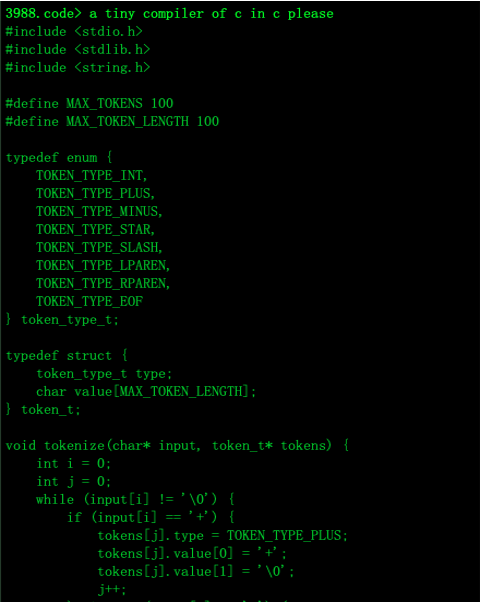 3988.code> a tiny compiler of c in c please
#include <stdio.h>
#include <stdlib.h>
#include <string.h>

#define MAX_TOKENS 100
#define MAX_TOKEN_LENGTH 100

typedef enum {
    TOKEN_TYPE_INT,
    TOKEN_TYPE_PLUS,
    TOKEN_TYPE_MINUS,
    TOKEN_TYPE_STAR,
    TOKEN_TYPE_SLASH,
    TOKEN_TYPE_LPAREN,
    TOKEN_TYPE_RPAREN,
    TOKEN_TYPE_EOF
} token_type_t;

typedef struct {
    token_type_t type;
    char value[MAX_TOKEN_LENGTH];
} token_t;

void tokenize(char* input, token_t* tokens) {
    int i = 0;
    int j = 0;
    while (input[i] != '\0') {
        if (input[i] == '+') {
            tokens[j].type = TOKEN_TYPE_PLUS;
            tokens[j].value[0] = '+';
            tokens[j].value[1] = '\0';
            j++;